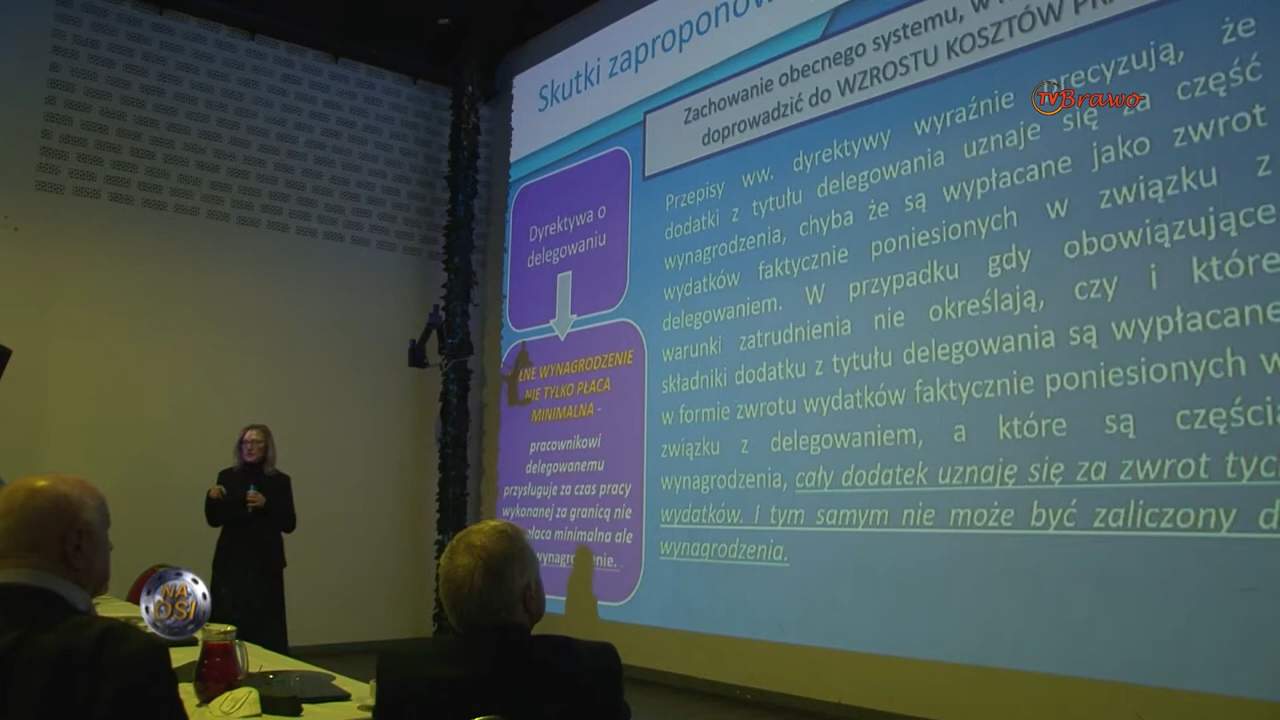 Skutki
Zachowanie obecnego systemu, w
doprowadzić do WZROSTU KOSZTÓW
TV Brawo
Dyrektywa o
delegowaniu
WYNAGRODZENIE
NIE TYLKO PŁACA
MINIMALNA -
pracownikowi
delegowanemu
przysługuje za czas pracy
wykonanej za granicą nie
płaca minimalna ale
Przepisy ww. dyrektywy wyraźnie precyzują, że
dodatki z tytułu delegowania uznaje się za część
wynagrodzenia, chyba że są wypłacane jako zwrot
wydatków faktycznie poniesionych w związku z
delegowaniem. W przypadku gdy obowiązujące
warunki zatrudnienia nie określają, czy i które
składniki dodatku z tytułu delegowania są wypłacane
w formie zwrotu wydatków faktycznie poniesionych w
związku z delegowaniem, a które są częścią
wynagrodzenia, cały dodatek uznaję się za zwrot
wydatków. I tym samym nie może być zaliczony
wynagrodzenia.
NA
OSI